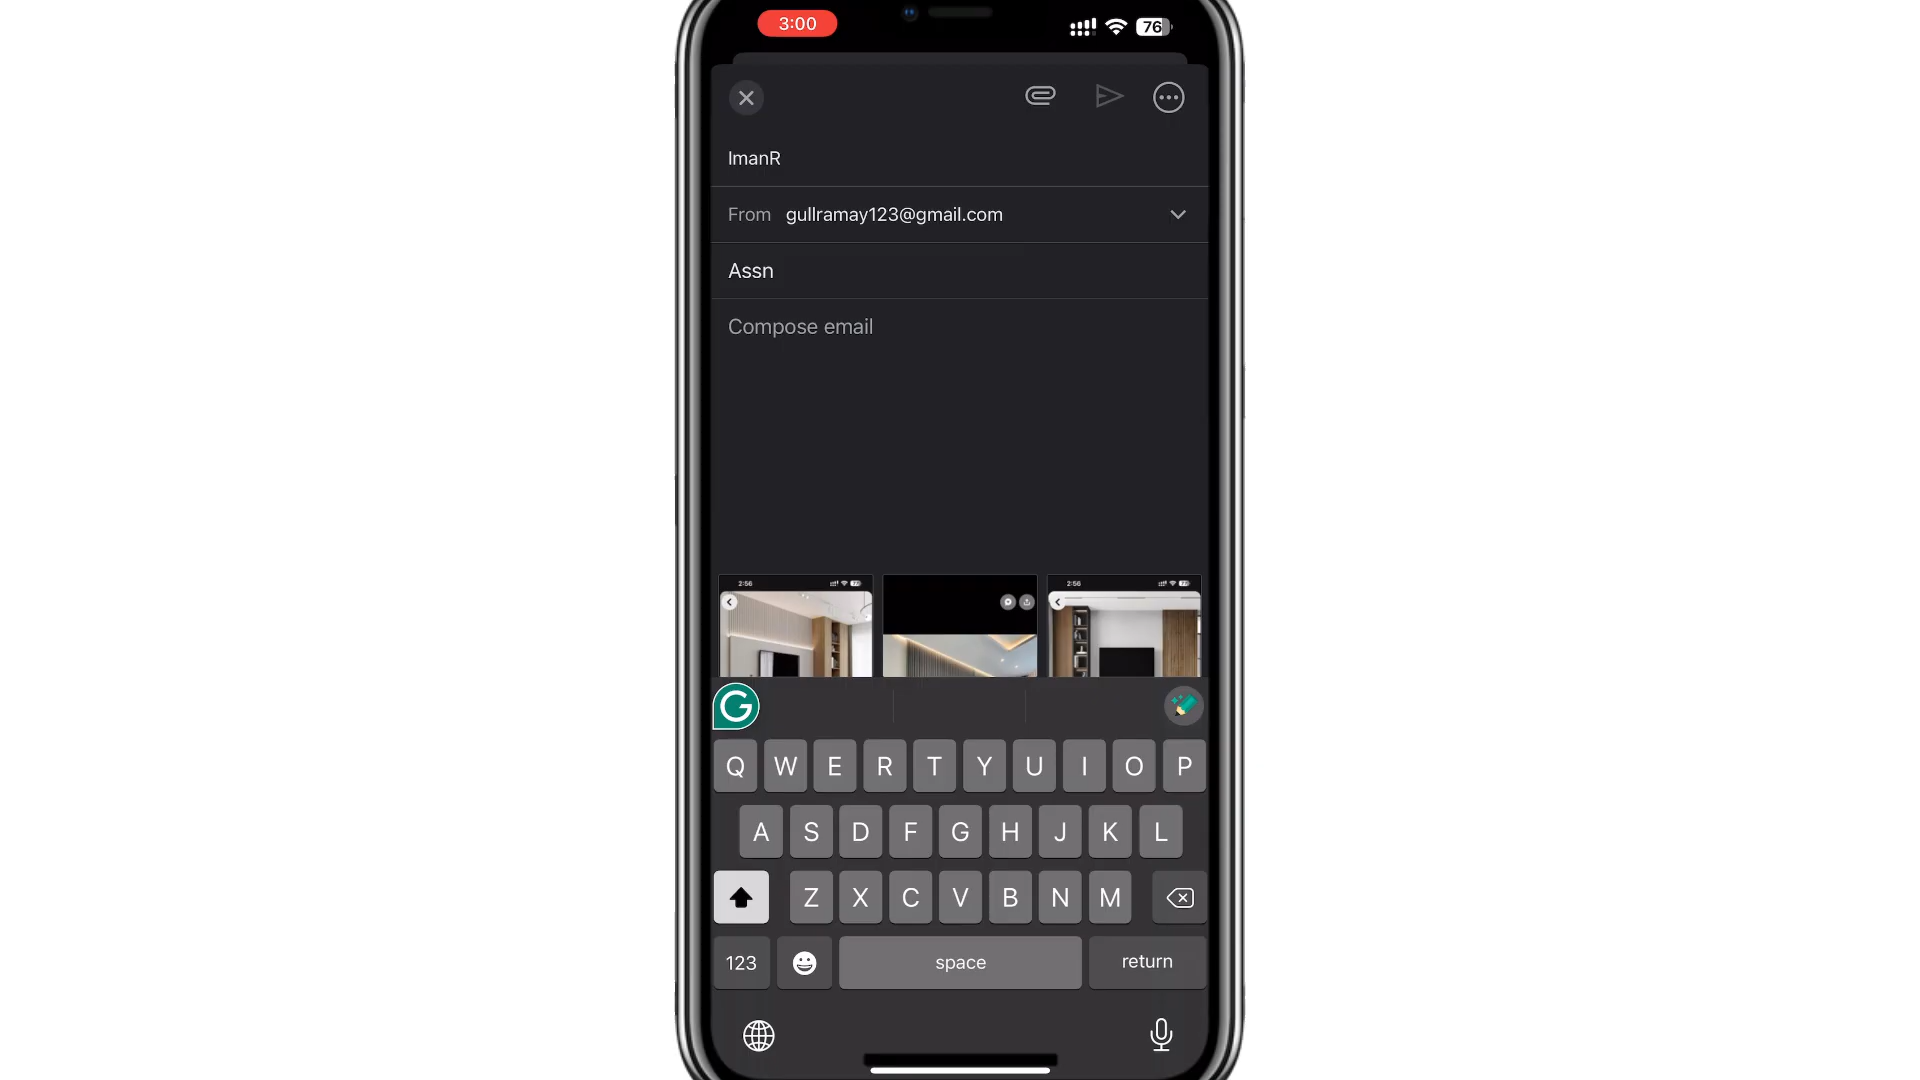 3:00
76
ImanR
From gullramay123@gmail.com
Assn
Compose email
2:56
2:56
G
Q W E R T Y U I O P
A S D F G H J K L
Z X C V B N M
123 space return